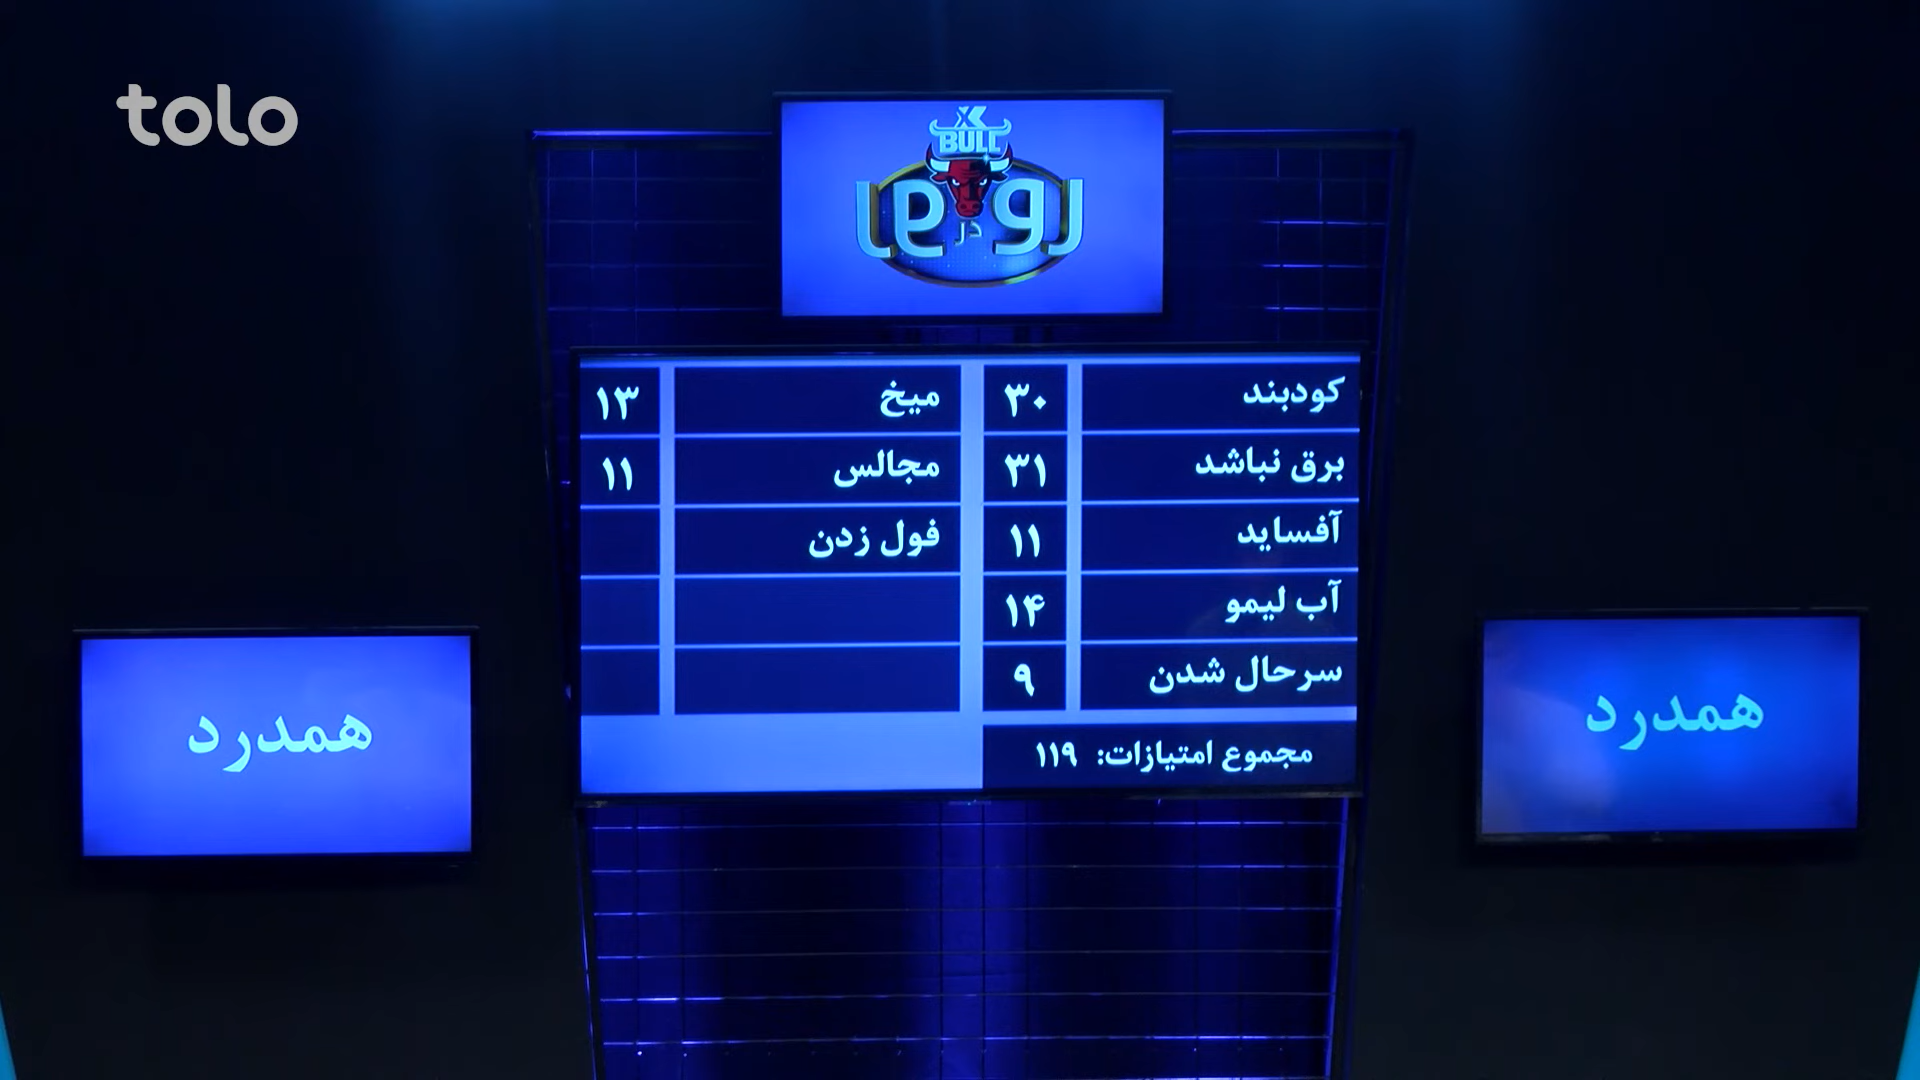 tolo
XBULL
رو در رو
کودبند ۳۰
برق نباشد ۳۱
آفساید ۱۱
آب لیمو ۱۴
سرحال شدن ۹
میخ ۱۳
مجالس ۱۱
فول زدن
مجموع امتیازات: ۱۱۹
همدرد
همدرد